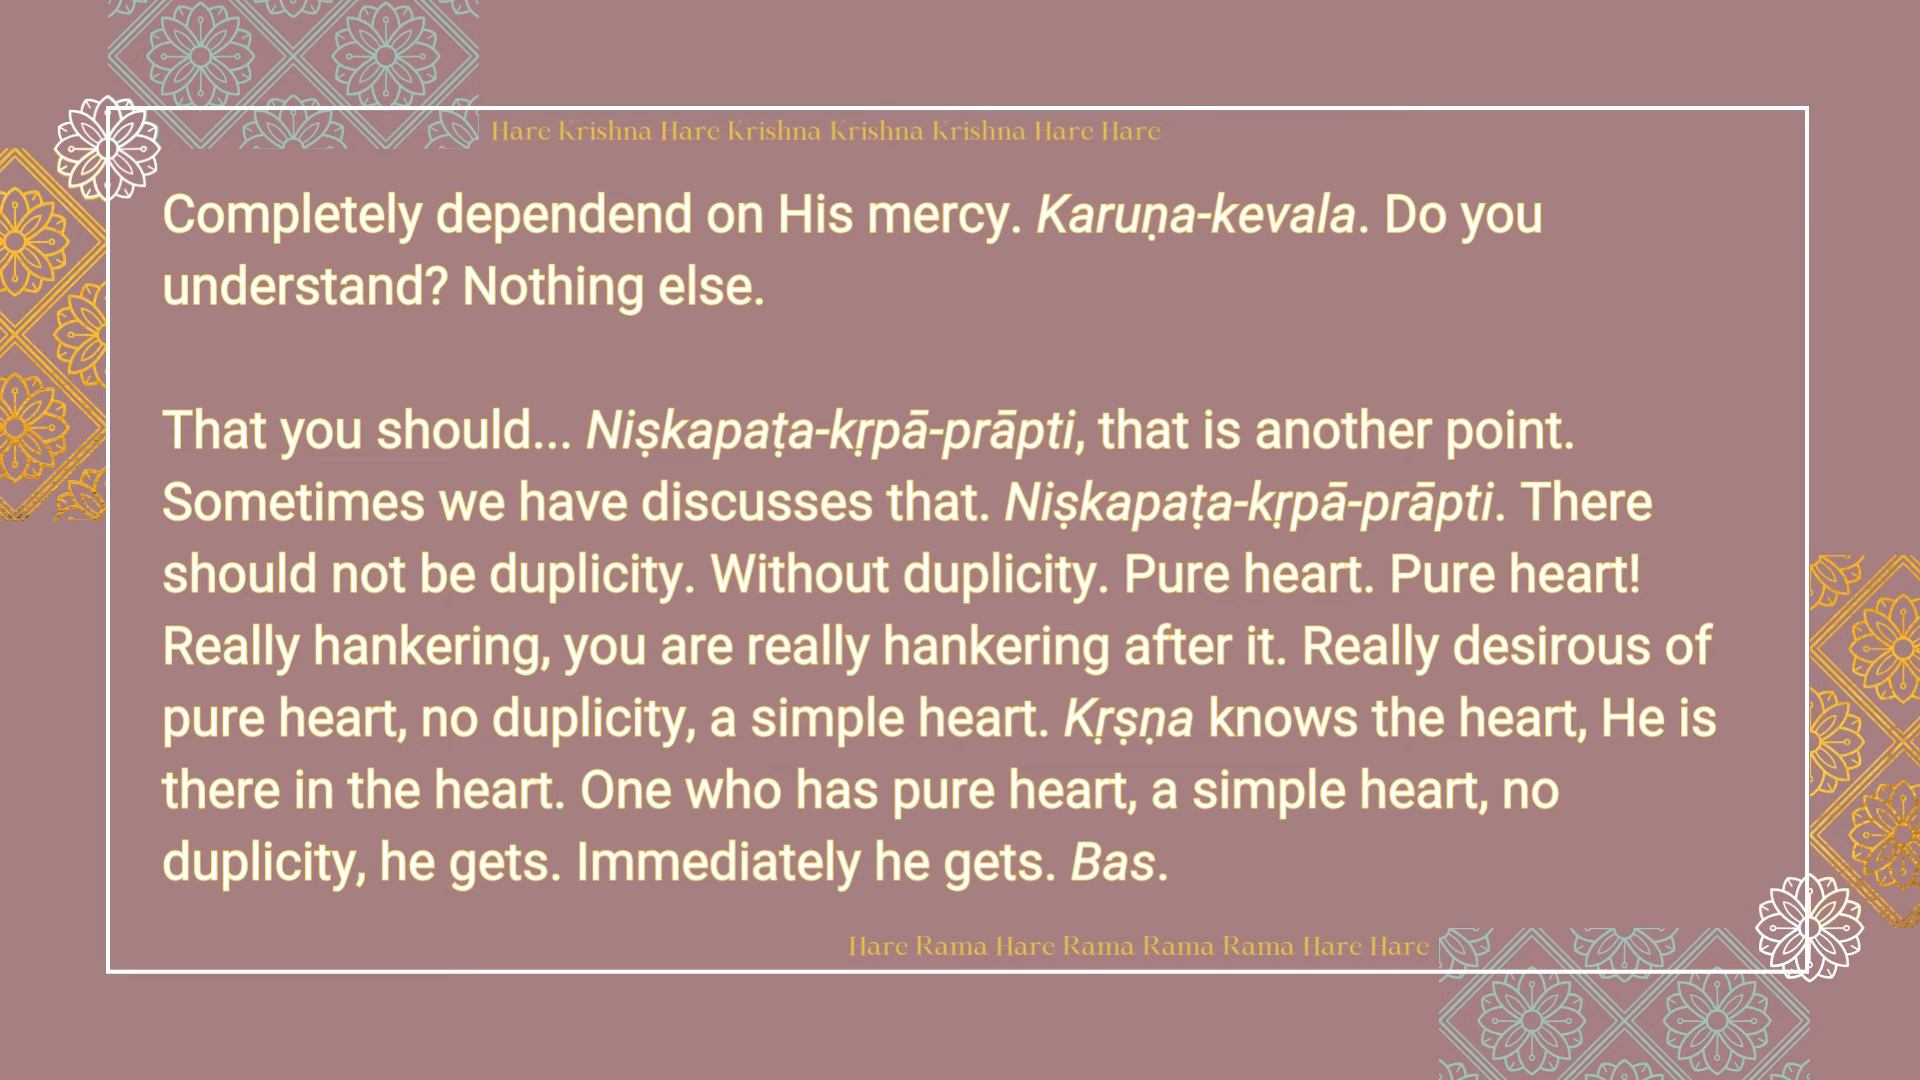 Hare Krishna Hare Krishna Krishna Krishna Hare Hare
Completely dependend on His mercy. Karuṇa-kevala. Do you
understand? Nothing else.
That you should... Niṣkapaṭa-kṛpā-prāpti, that is another point.
Sometimes we have discusses that. Niṣkapaṭa-kṛpā-prāpti. There
should not be duplicity. Without duplicity. Pure heart. Pure heart!
Really hankering, you are really hankering after it. Really desirous of
pure heart, no duplicity, a simple heart. Kṛṣṇa knows the heart, He is
there in the heart. One who has pure heart, a simple heart, no
duplicity, he gets. Immediately he gets. Bas.
Hare Rama Hare Rama Rama Rama Hare Hare